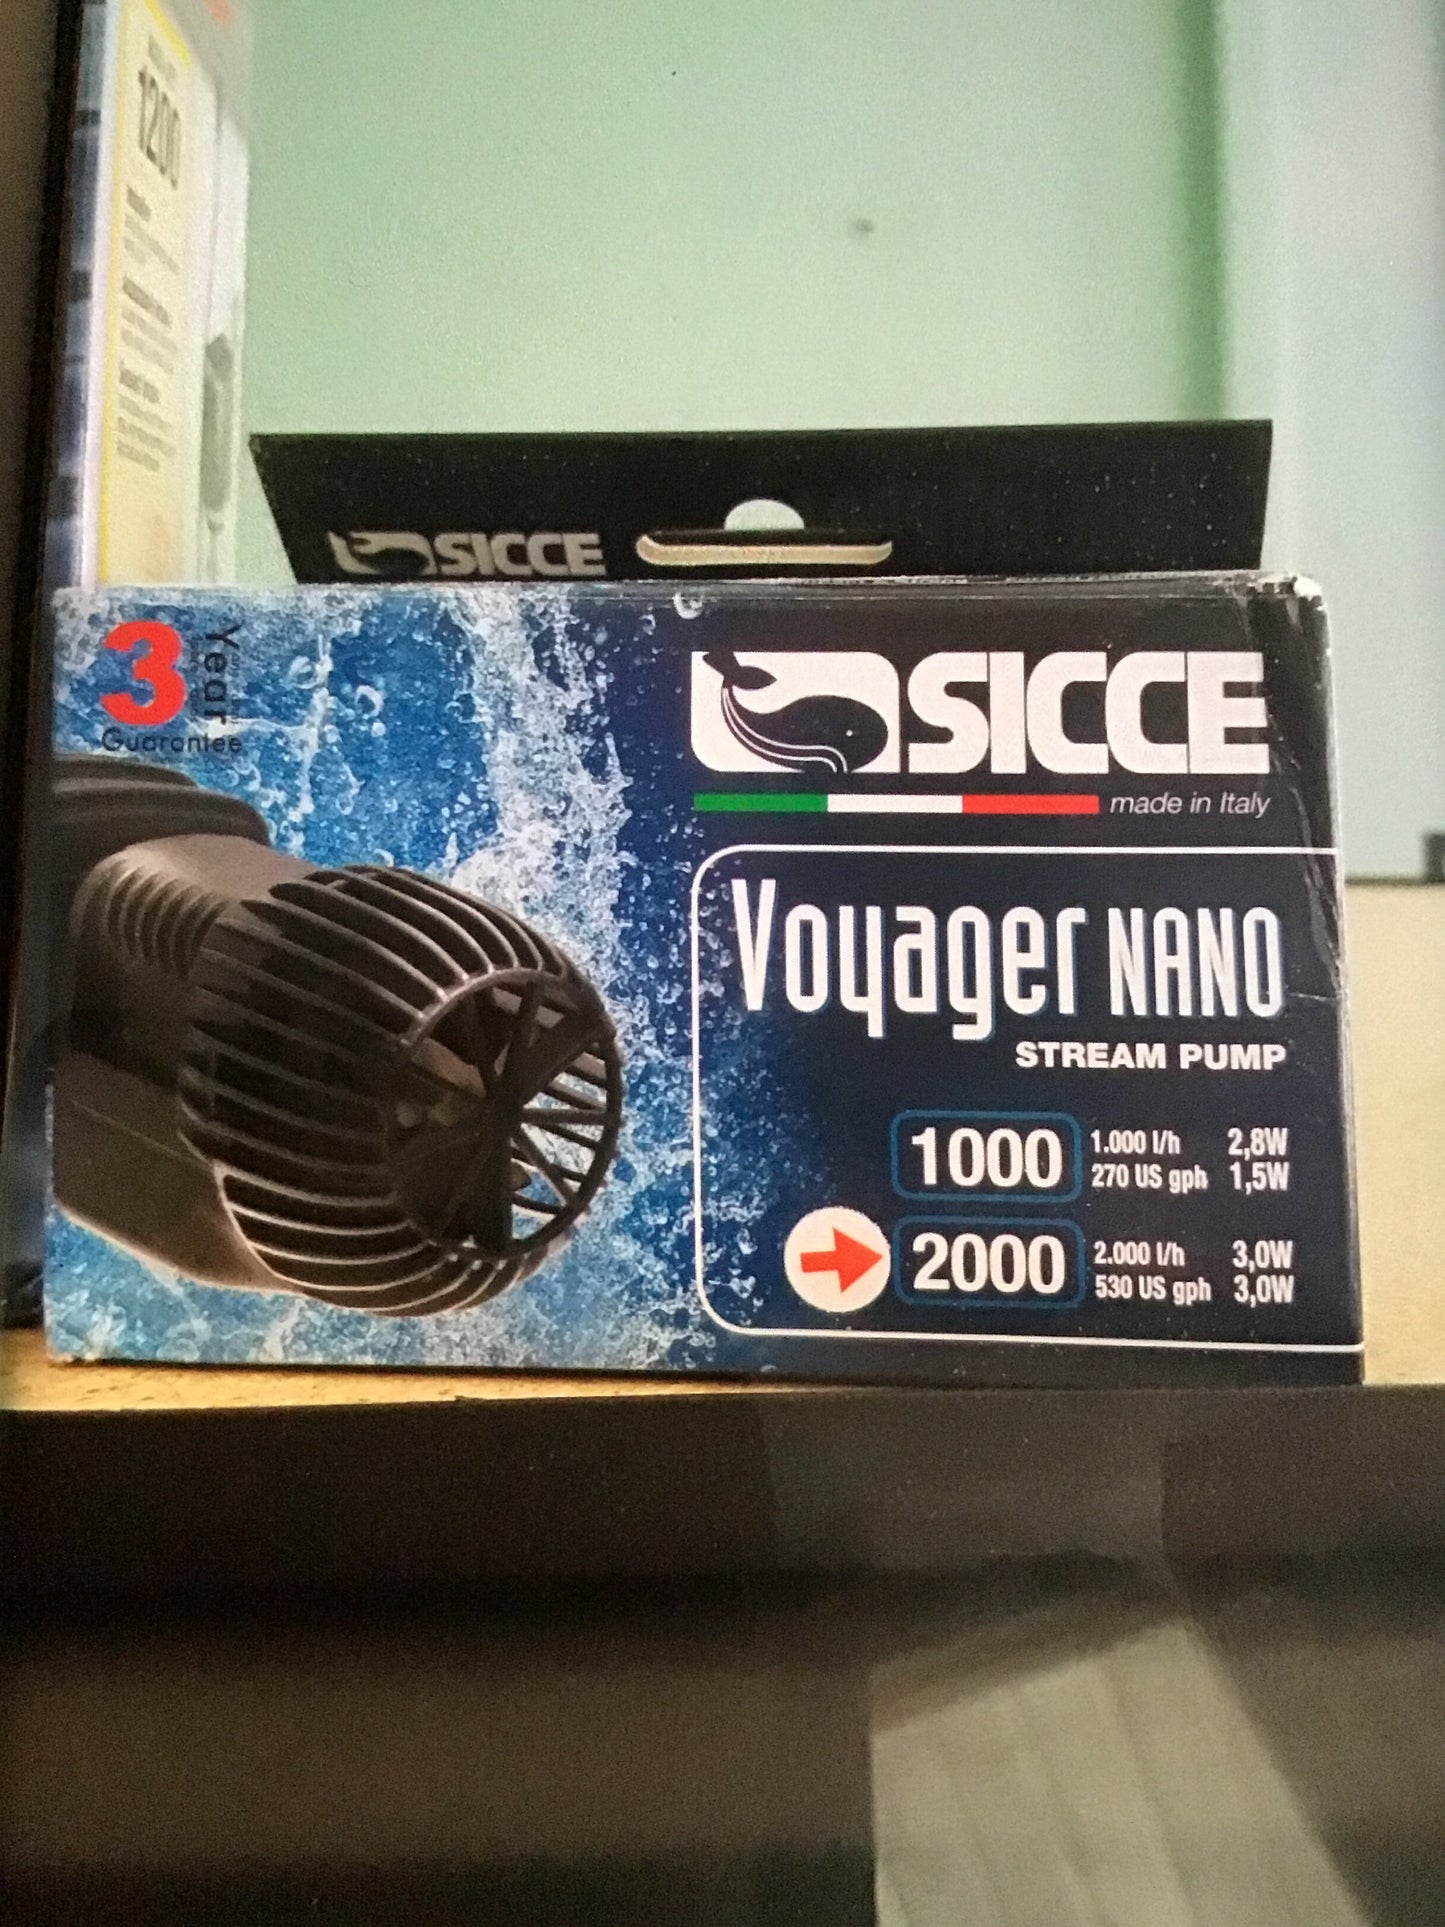 1200
SICCE
3 Year
Guarantee
SICCE
made in Italy
Voyager NANO
STREAM PUMP
1000 1.000 l/h 2,8W
270 US gph 1,5W
2000 2.000 l/h 3,0W
530 US gph 3,0W